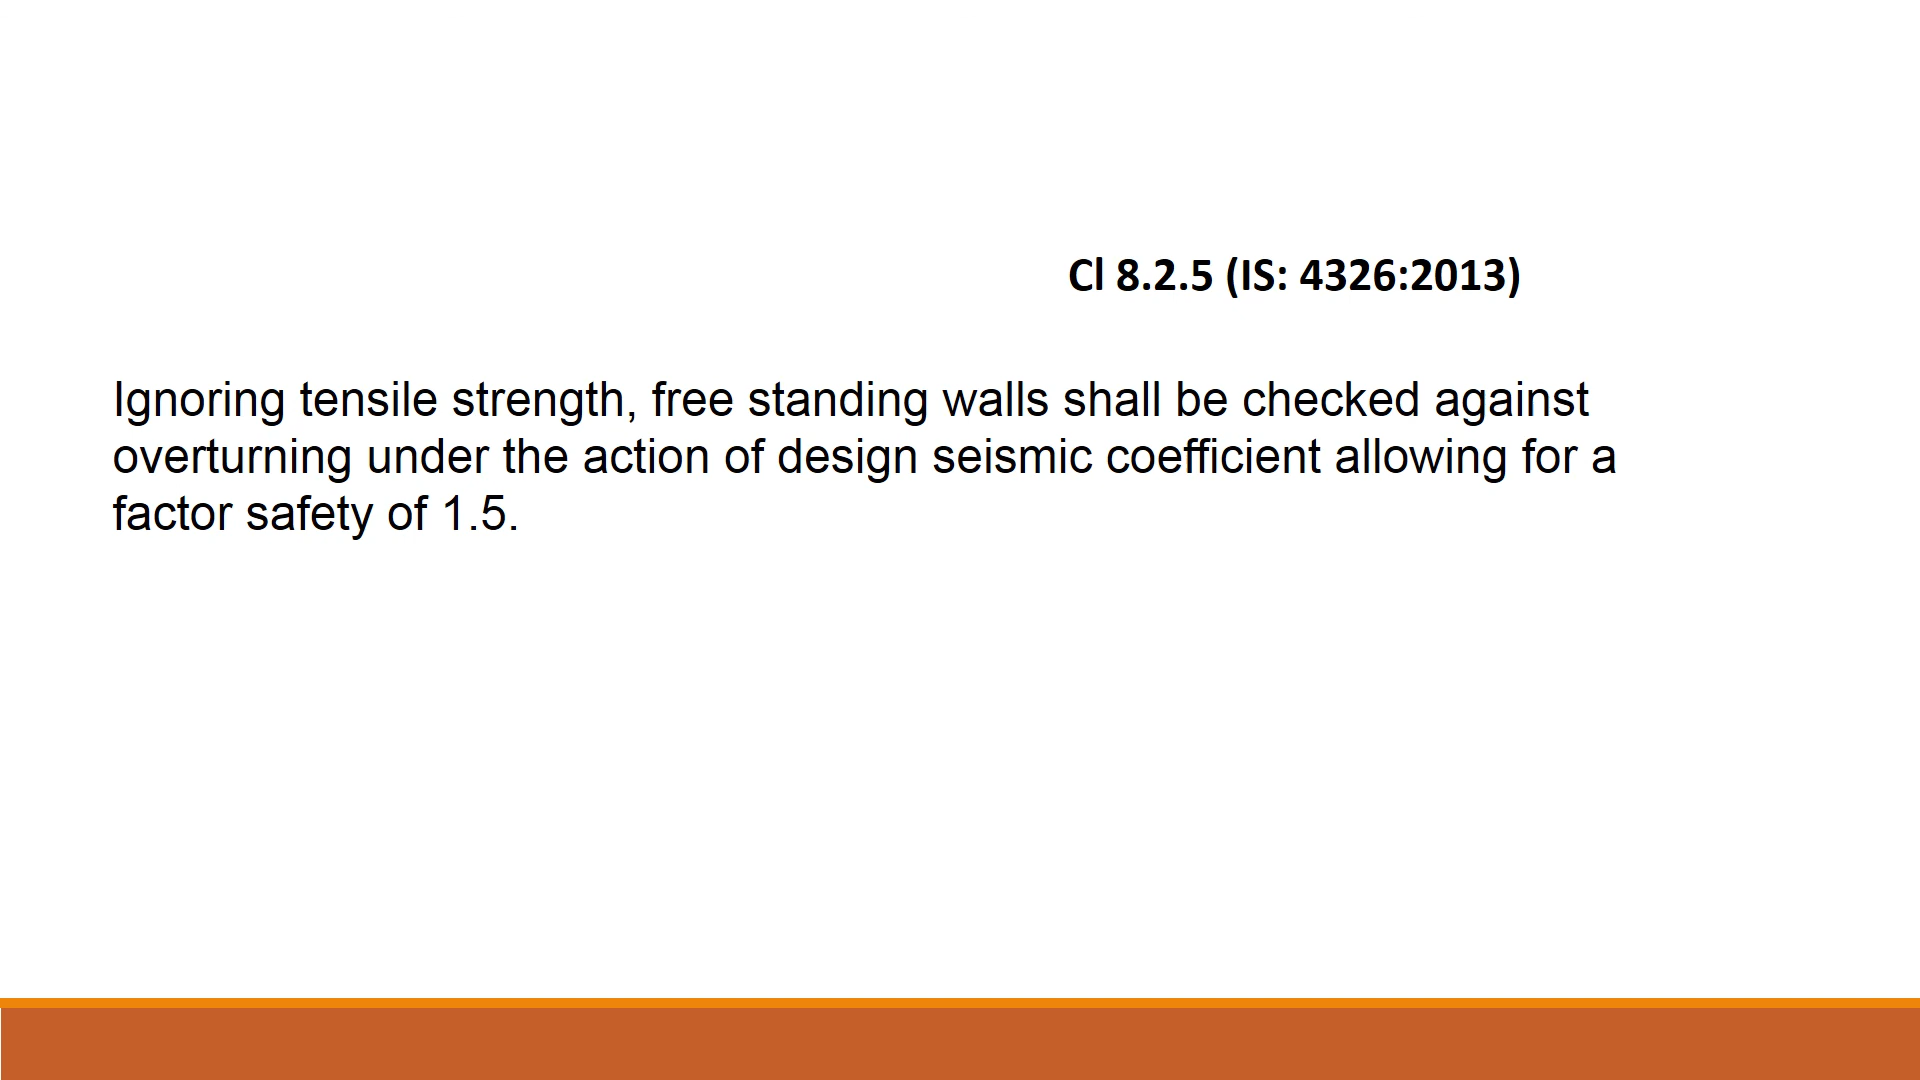 Cl 8.2.5 (IS: 4326:2013)
Ignoring tensile strength, free standing walls shall be checked against
overturning under the action of design seismic coefficient allowing for a
factor safety of 1.5.